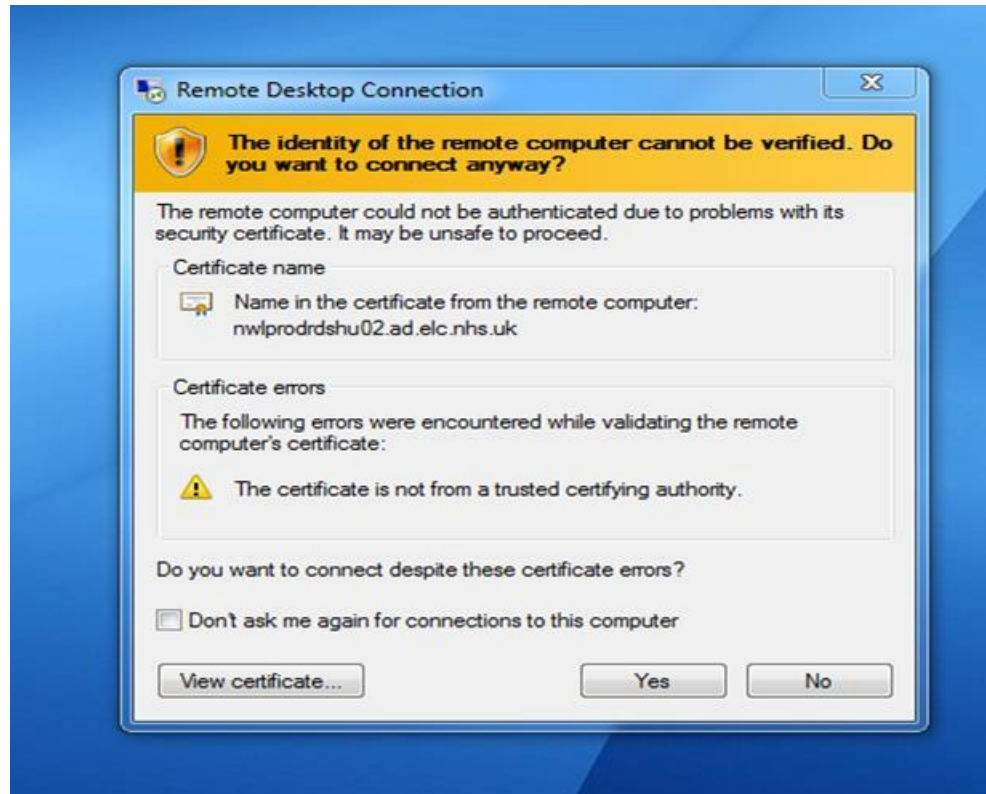 Remote Desktop Connection
The identity of the remote computer cannot be verified. Do
you want to connect anyway?
The remote computer could not be authenticated due to problems with its
security certificate. It may be unsafe to proceed.
Certificate name
Name in the certificate from the remote computer:
nwlprodrdshu02.ad.elc.nhs.uk
Certificate errors
The following errors were encountered while validating the remote
computer's certificate:
The certificate is not from a trusted certifying authority.
Do you want to connect despite these certificate errors?
Don't ask me again for connections to this computer
View certificate...
Yes
No